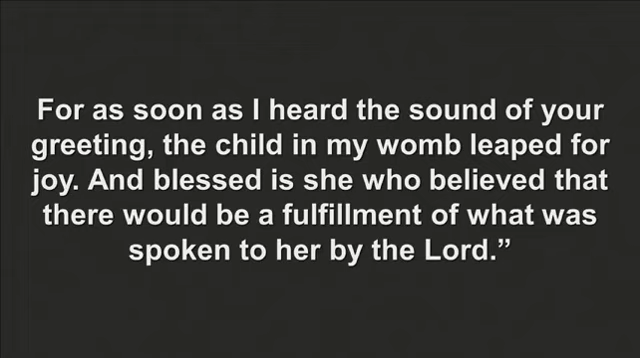 For as soon as I heard the sound of your
greeting, the child in my womb leaped for
joy. And blessed is she who believed that
there would be a fulfillment of what was
spoken to her by the Lord.”